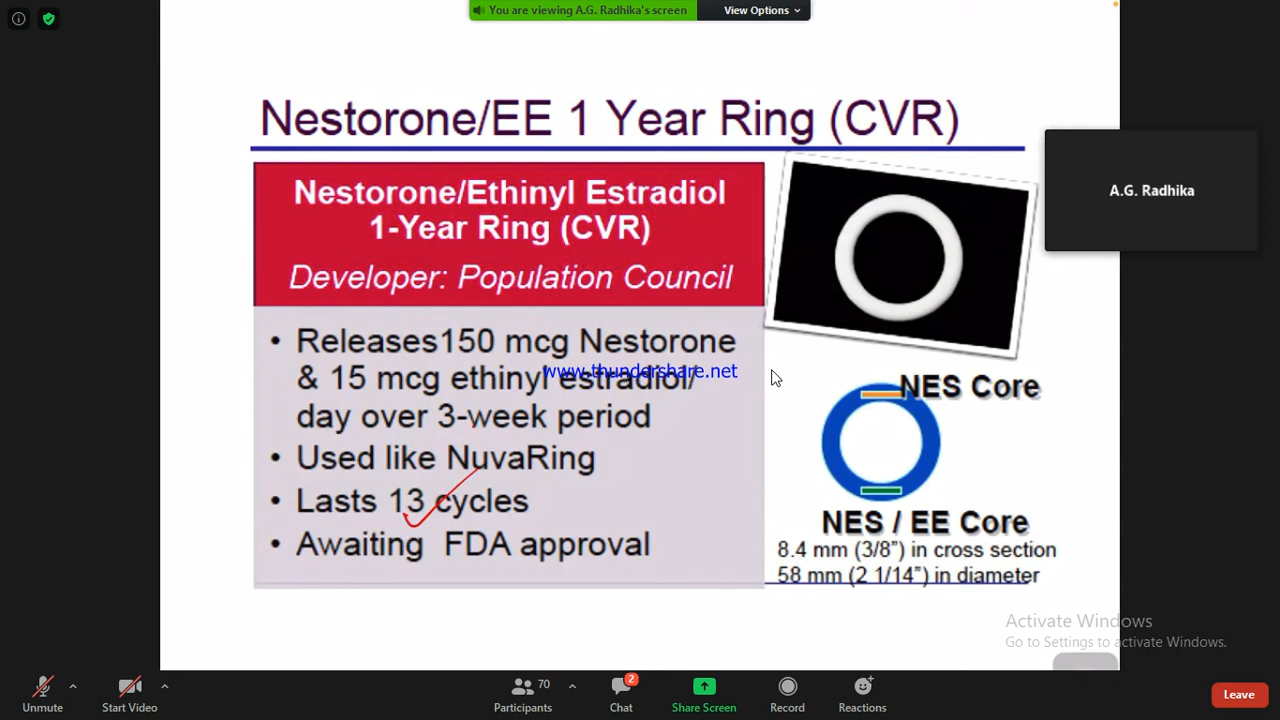 You are viewing A.G. Radhika's screen
View Options
Nestorone/EE 1 Year Ring (CVR)
Nestorone/Ethinyl Estradiol
1-Year Ring (CVR)
Developer: Population Council
• Releases150 mcg Nestorone
& 15 mcg ethinyl estradiol/
day over 3-week period
• Used like NuvaRing
• Lasts 13 cycles
• Awaiting FDA approval
www.thundershare.net
A.G. Radhika
NES Core
NES / EE Core
8.4 mm (3/8”) in cross section
58 mm (2 1/14”) in diameter
Activate Windows
Go to Settings to activate Windows.
Unmute
Start Video
70
Participants
2
Chat
Share Screen
Record
Reactions
Leave